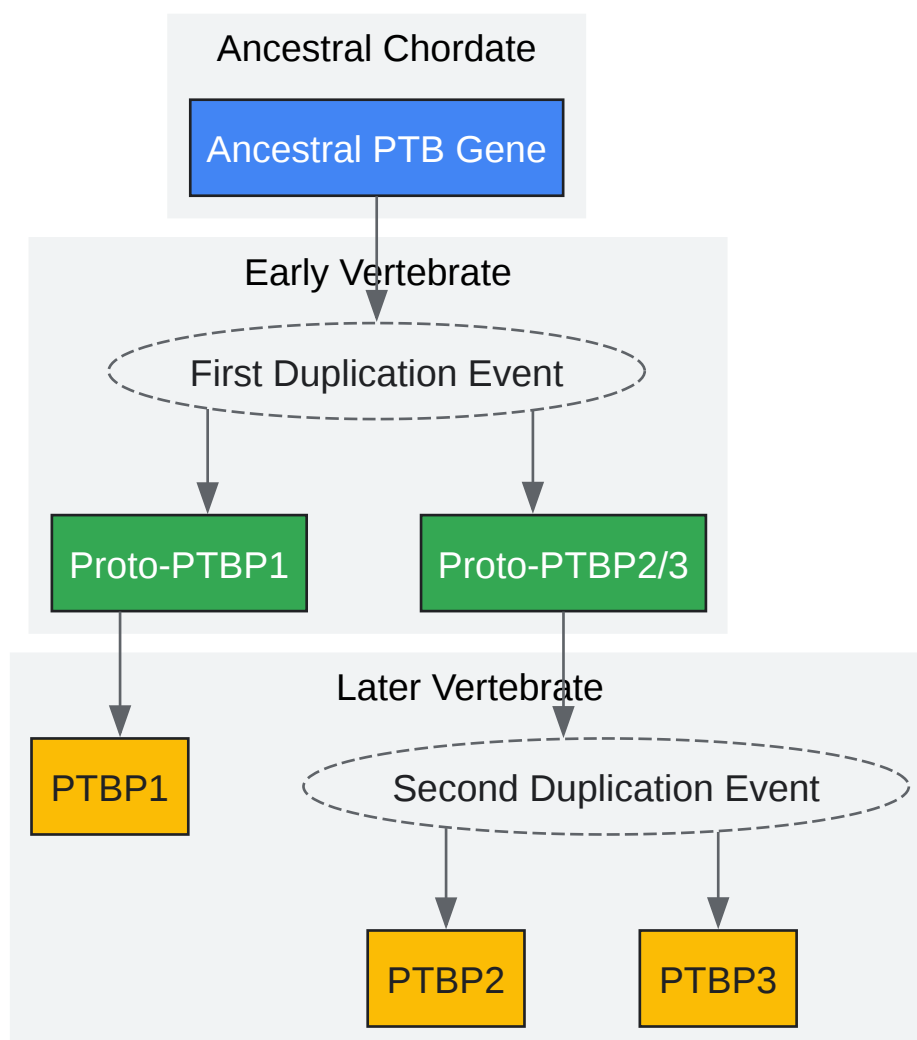 Ancestral Chordate
Ancestral PTB Gene
Early Vertebrate
First Duplication Event
Proto-PTBP1
Proto-PTBP2/3
Later Vertebrate
PTBP1
Second Duplication Event
PTBP2
PTBP3